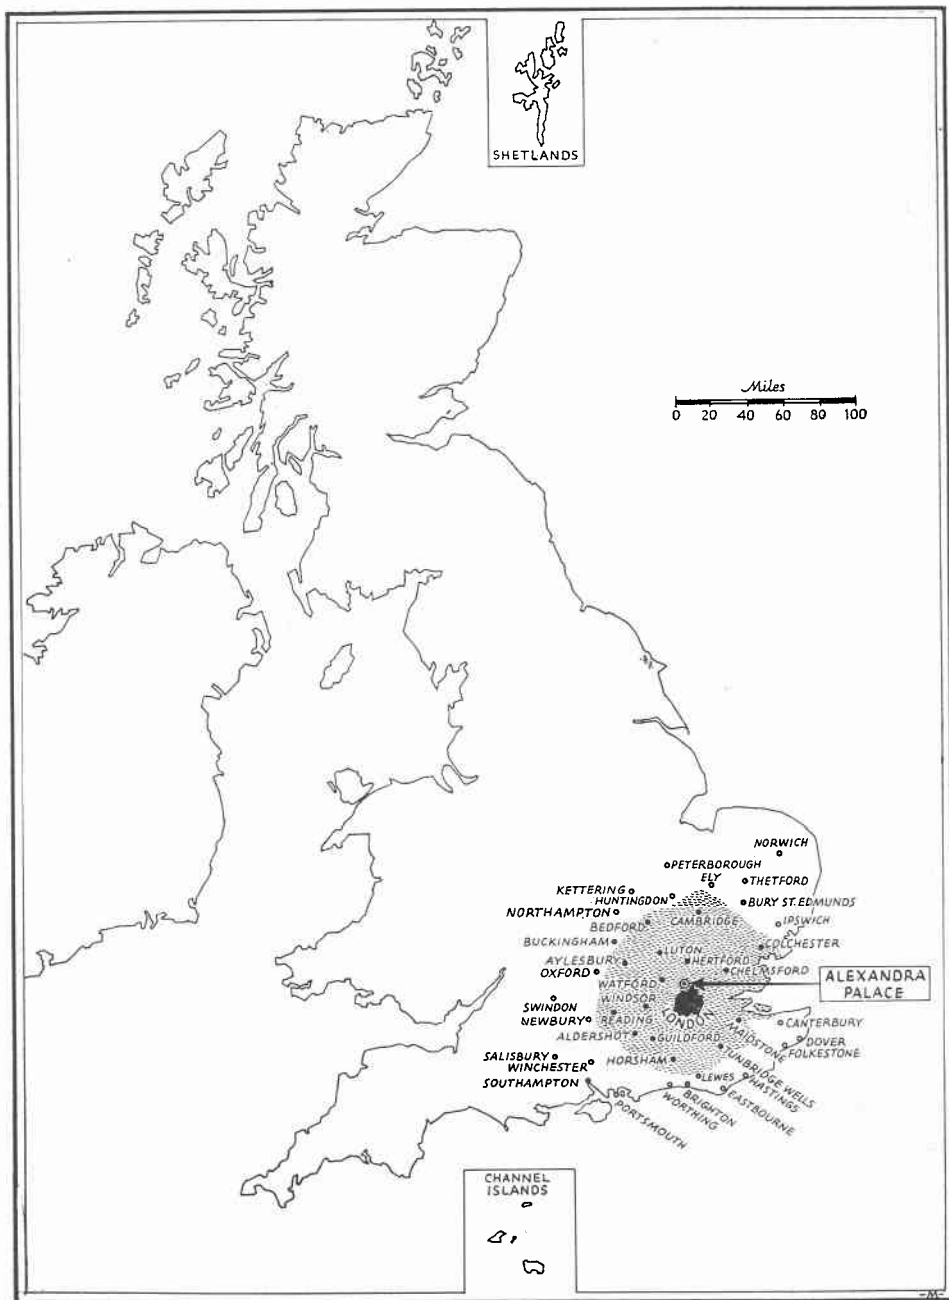 SHETLANDS
Miles
0 20 40 60 80 100
NORWICH
PETERBOROUGH
ELY
THETFORD
KETTERING
HUNTINGDON
BURY ST. EDMUNDS
NORTHAMPTON
CAMBRIDGE
IPSWICH
BEDFORD
BUCKINGHAM
COLCHESTER
LUTON
AYLESBURY
HERTFORD
OXFORD
CHELMSFORD
WATFORD
ALEXANDRA
PALACE
WINDSOR
SWINDON
NEWBURY
READING
LONDON
CANTERBURY
MAIDSTONE
ALDERSHOT
GUILDFORD
DOVER
FOLKESTONE
TUNBRIDGE WELLS
SALISBURY
WINCHESTER
HORSHAM
SOUTHAMPTON
LEWES
HASTINGS
EASTBOURNE
BRIGHTON
WORTHING
PORTSMOUTH
CHANNEL
ISLANDS
-M-